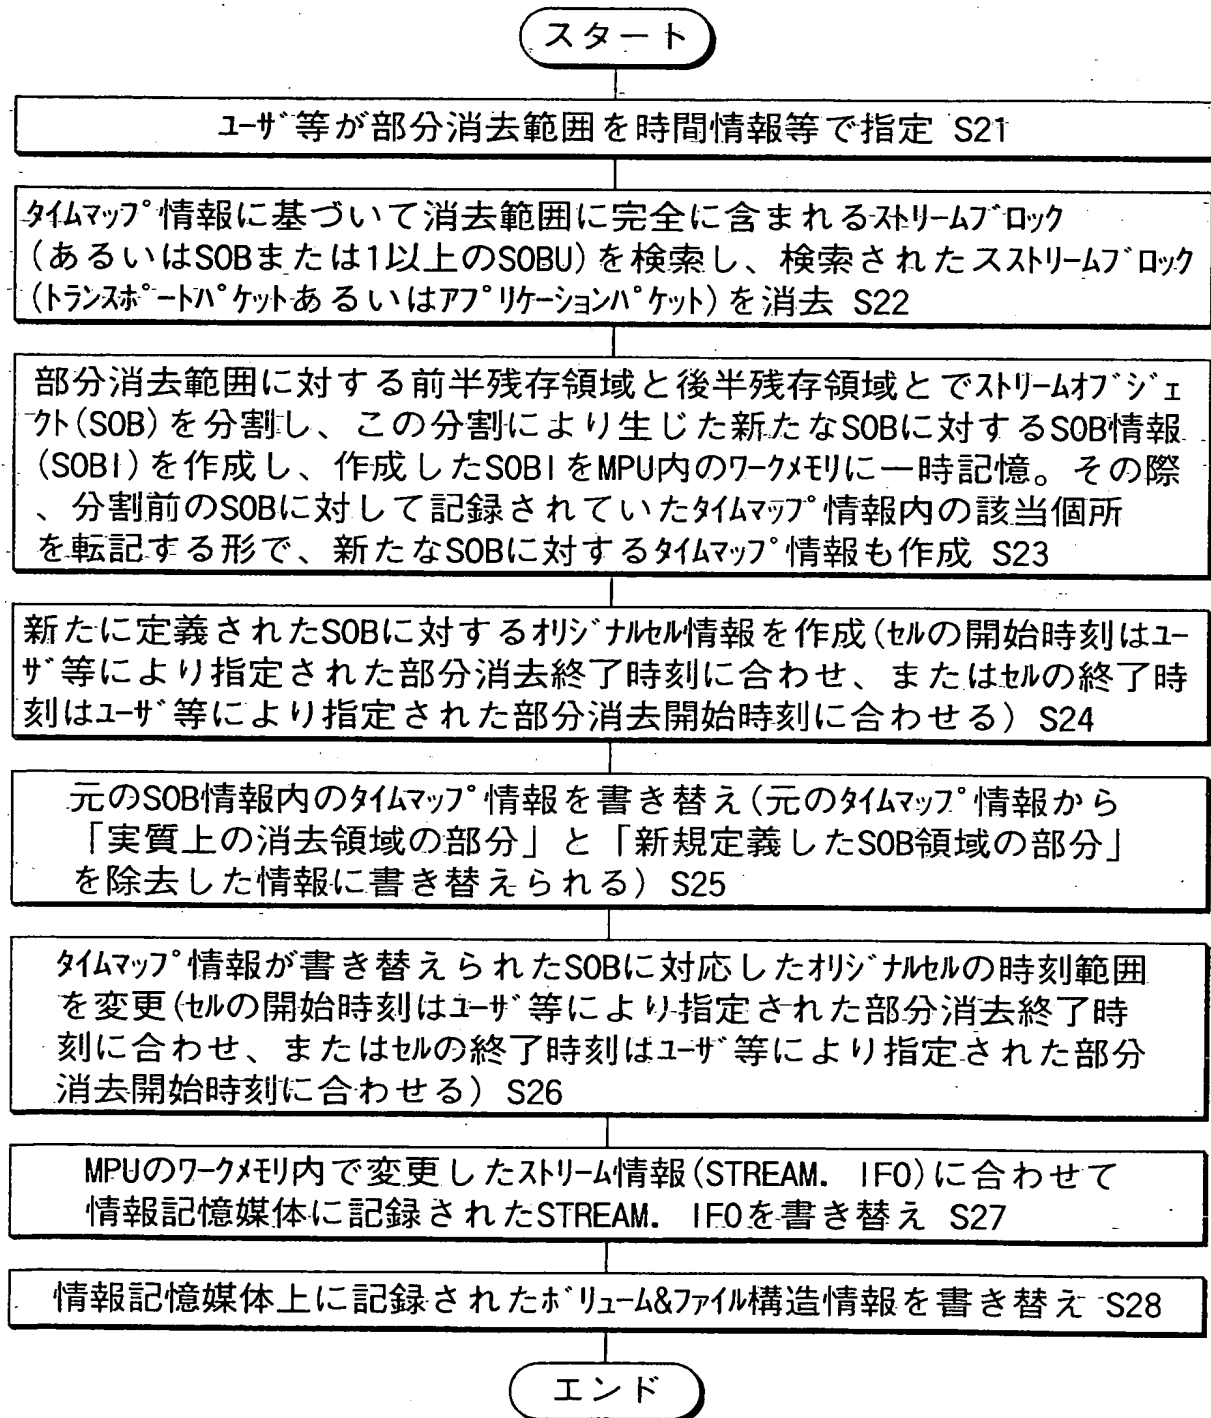 スタート
ユーザ等が部分消去範囲を時間情報等で指定 S21
タイムマップ情報に基づいて消去範囲に完全に含まれるストリームブロック
(あるいはSOBまたは1以上のSOBU)を検索し、検索されたスストリームブロック
(トランスポートパケットあるいはアプリケーションパケット)を消去 S22
部分消去範囲に対する前半残存領域と後半残存領域とでストリームオブジェ
クト(SOB)を分割し、この分割により生じた新たなSOBに対するSOB情報
(SOBI)を作成し、作成したSOBIをMPU内のワークメモリに一時記憶。その際
、分割前のSOBに対して記録されていたタイムマップ情報内の該当個所
を転記する形で、新たなSOBに対するタイムマップ情報も作成 S23
新たに定義されたSOBに対するオリジナルセル情報を作成(セルの開始時刻はユー
ザ等により指定された部分消去終了時刻に合わせ、またはセルの終了時
刻はユーザ等により指定された部分消去開始時刻に合わせる) S24
元のSOB情報内のタイムマップ情報を書き替え(元のタイムマップ情報から
「実質上の消去領域の部分」と「新規定義したSOB領域の部分」
を除去した情報に書き替えられる) S25
タイムマップ情報が書き替えられたSOBに対応したオリジナルセルの時刻範囲
を変更(セルの開始時刻はユーザ等により指定された部分消去終了時
刻に合わせ、またはセルの終了時刻はユーザ等により指定された部分
消去開始時刻に合わせる) S26
MPUのワークメモリ内で変更したストリーム情報(STREAM. IFO)に合わせて
情報記憶媒体に記録されたSTREAM. IFOを書き替え S27
情報記憶媒体上に記録されたボリューム&ファイル構造情報を書き替え S28
エンド